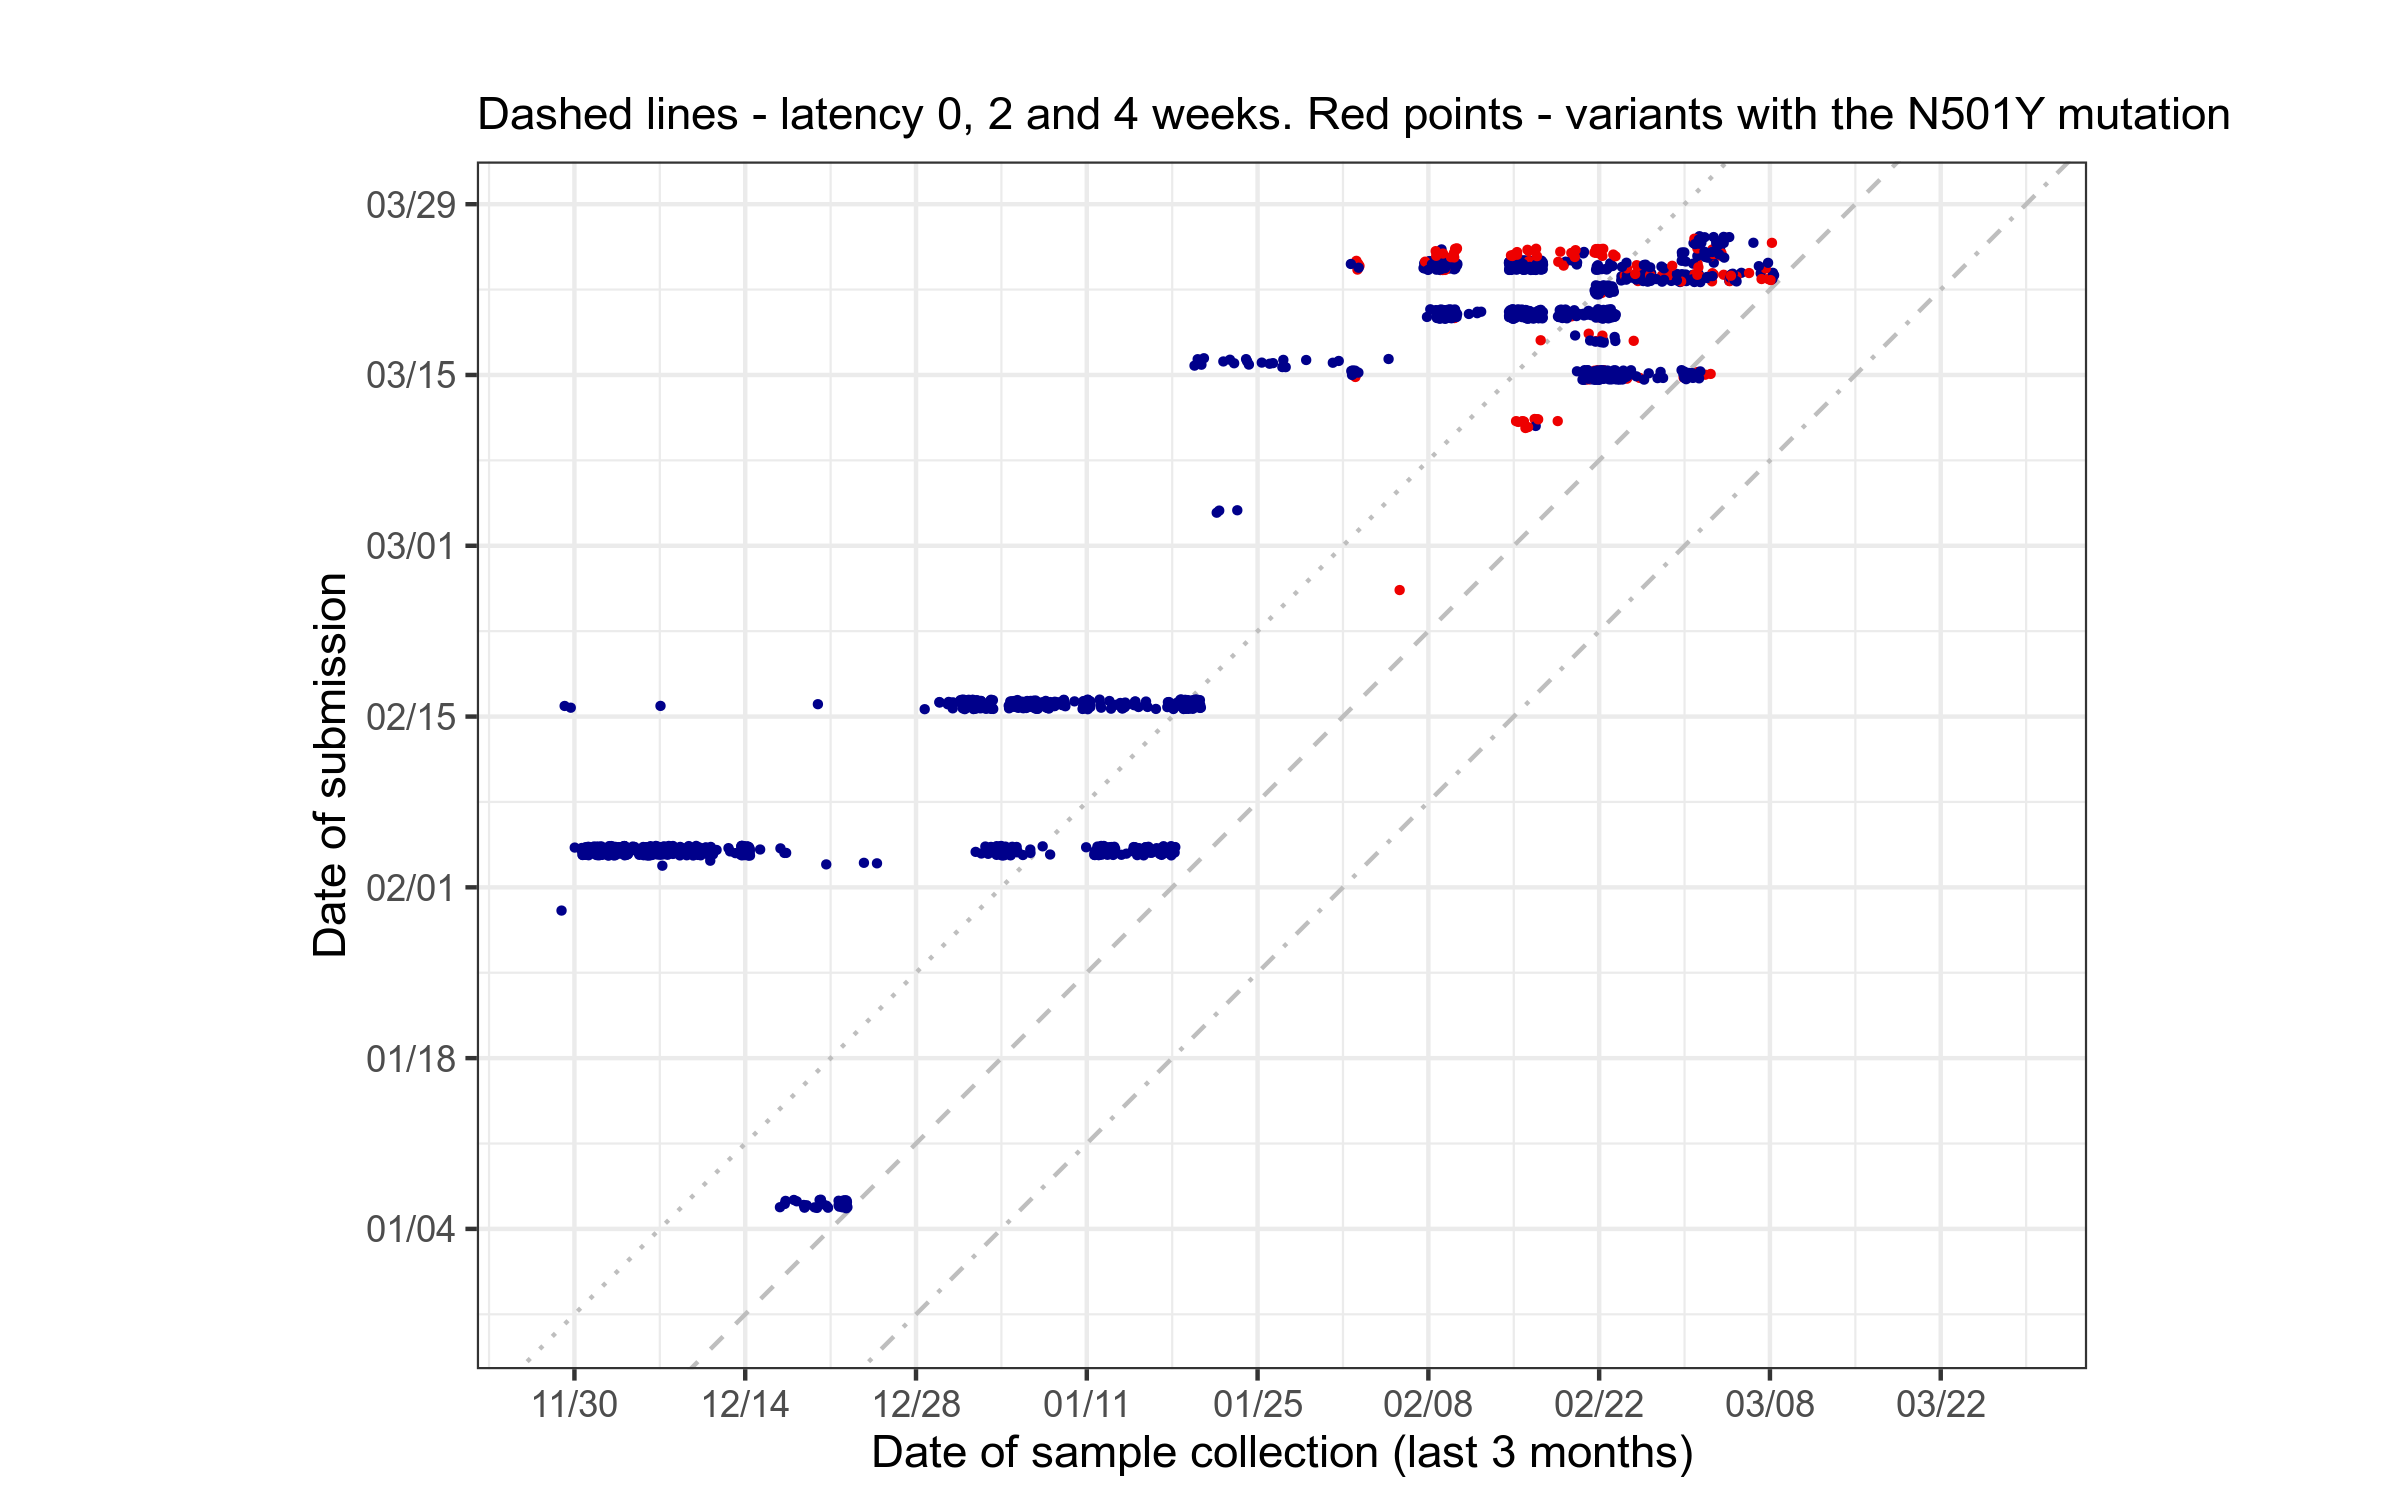 Dashed lines - latency 0, 2 and 4 weeks. Red points - variants with the N501Y mutation
Date of submission
03/29
03/15
03/01
02/15
02/01
01/18
01/04
11/30 12/14 12/28 01/11 01/25 02/08 02/22 03/08 03/22
Date of sample collection (last 3 months)